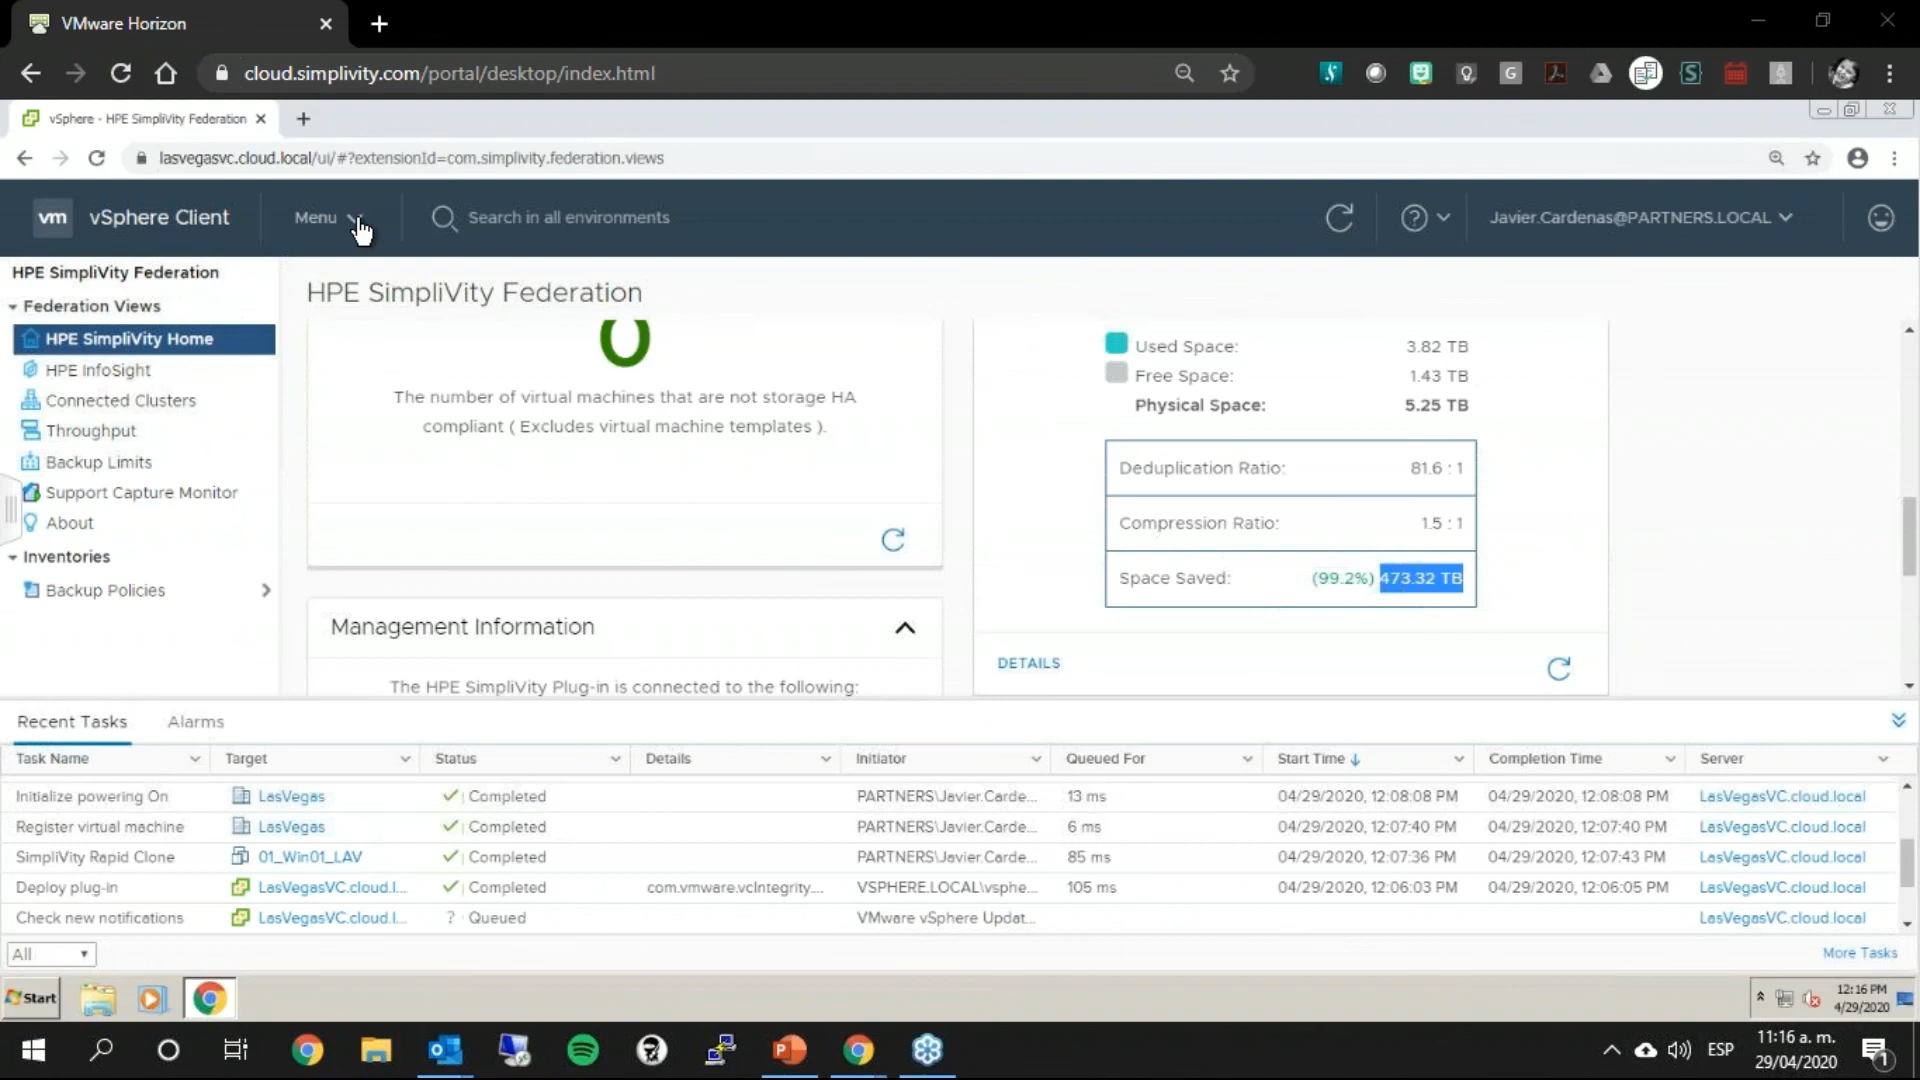 VMware Horizon
cloud.simplivity.com/portal/desktop/index.html
vSphere - HPE SimpliVity Federation
lasvegasvc.cloud.local/ui/#?extensionId=com.simplivity.federation.views
vm vSphere Client Menu Search in all environments Javier.Cardenas@PARTNERS.LOCAL
HPE SimpliVity Federation
Federation Views
HPE SimpliVity Home
HPE InfoSight
Connected Clusters
Throughput
Backup Limits
Support Capture Monitor
About
Inventories
Backup Policies
HPE SimpliVity Federation
0
The number of virtual machines that are not storage HA
compliant ( Excludes virtual machine templates ).
Management Information
The HPE SimpliVity Plug-in is connected to the following:
Used Space: 3.82 TB
Free Space: 1.43 TB
Physical Space: 5.25 TB
Deduplication Ratio: 81.6 : 1
Compression Ratio: 1.5 : 1
Space Saved: (99.2%) 473.32 TB
DETAILS
Recent Tasks Alarms
Task Name Target Status Details Initiator Queued For Start Time Completion Time Server
Initialize powering On LasVegas Completed PARTNERS\Javier.Carde... 13 ms 04/29/2020, 12:08:08 PM 04/29/2020, 12:08:08 PM LasVegasVC.cloud.local
Register virtual machine LasVegas Completed PARTNERS\Javier.Carde... 6 ms 04/29/2020, 12:07:40 PM 04/29/2020, 12:07:40 PM LasVegasVC.cloud.local
SimpliVity Rapid Clone 01_Win01_LAV Completed PARTNERS\Javier.Carde... 85 ms 04/29/2020, 12:07:36 PM 04/29/2020, 12:07:43 PM LasVegasVC.cloud.local
Deploy plug-in LasVegasVC.cloud.l... Completed com.vmware.vcIntegrity.... VSPHERE.LOCAL\vsphe... 105 ms 04/29/2020, 12:06:03 PM 04/29/2020, 12:06:05 PM LasVegasVC.cloud.local
Check new notifications LasVegasVC.cloud.l... ? Queued VMware vSphere Updat... LasVegasVC.cloud.local
All More Tasks
Start 12:16 PM
4/29/2020
ESP 11:16 a. m.
29/04/2020 1